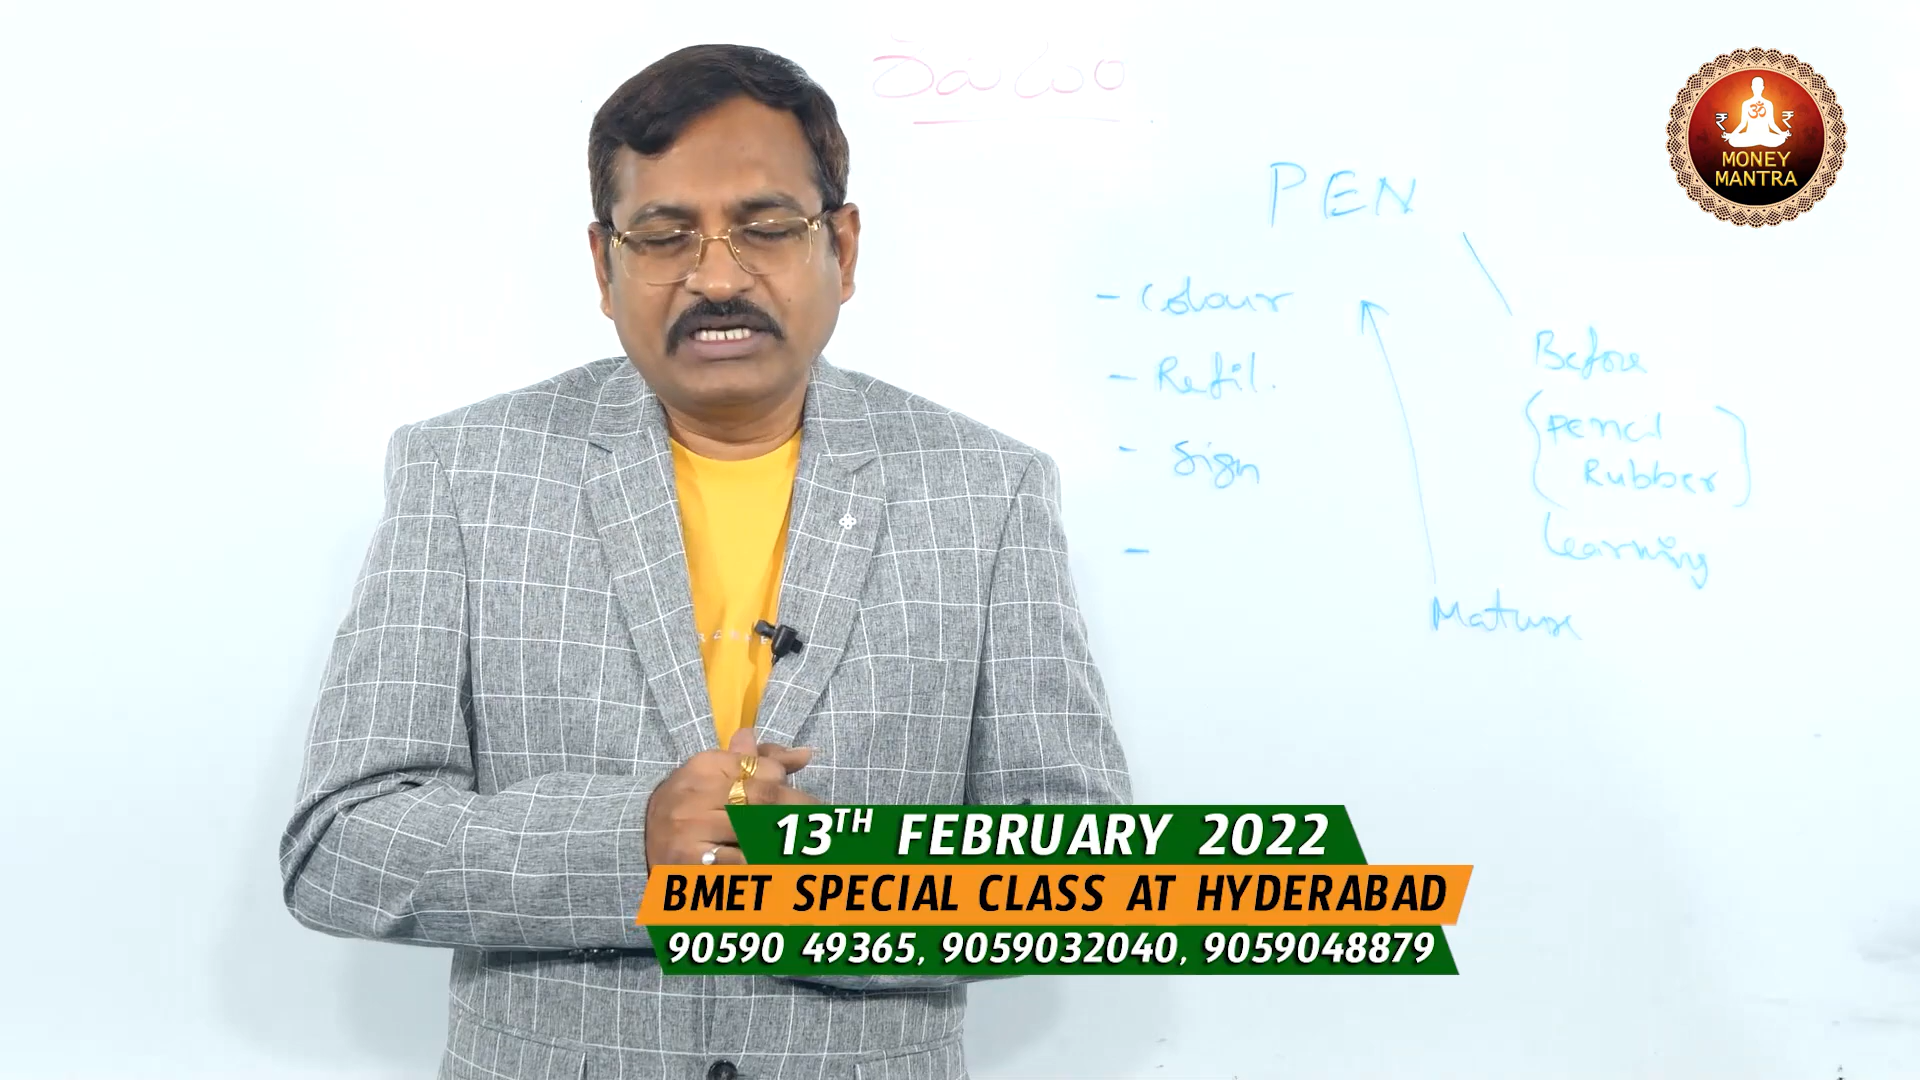 MONEY
MANTRA
PEN
- Colour
- Refil.
- Sign
-
Before
Pencil
Rubber
Learning
Mature
13TH FEBRUARY 2022
BMET SPECIAL CLASS AT HYDERABAD
90590 49365, 9059032040, 9059048879